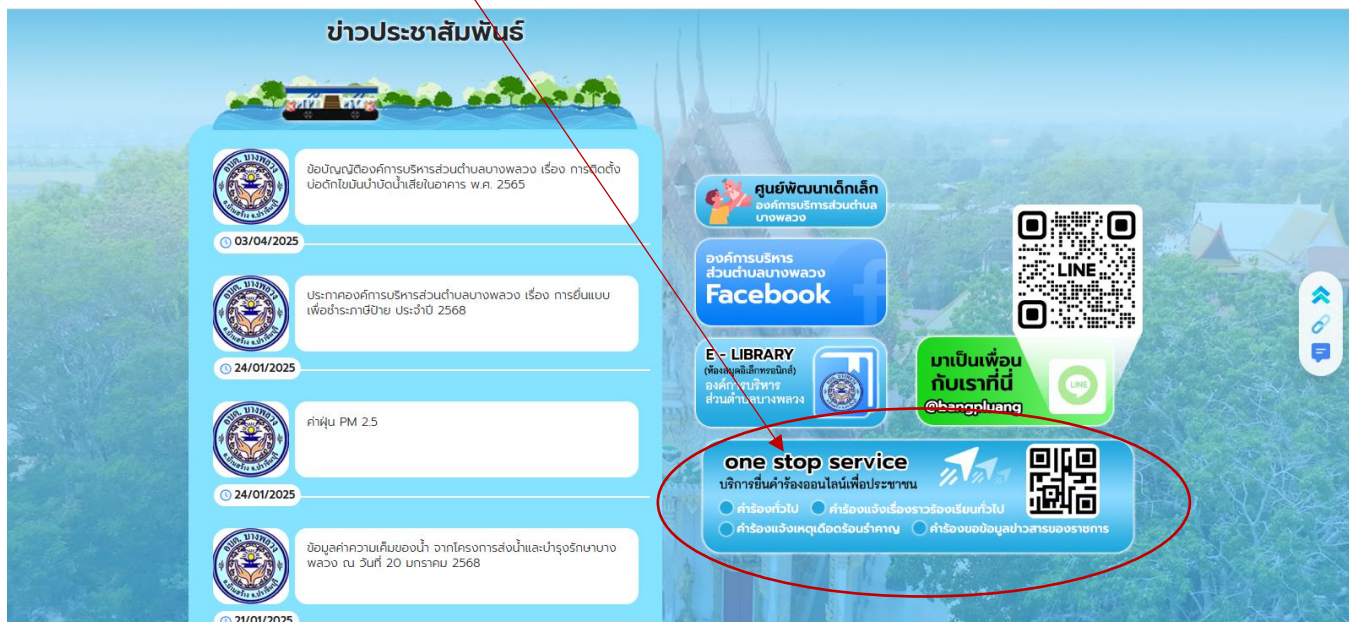 ข่าวประชาสัมพันธ์
ข้อบัญญัติองค์การบริหารส่วนตำบลบางพลวง เรื่อง การติดตั้ง
บ่อดักไขมันบำบัดน้ำเสียในอาคาร พ.ศ. 2565
03/04/2025
ประกาศองค์การบริหารส่วนตำบลบางพลวง เรื่อง การยื่นแบบ
เพื่อชำระภาษีป้าย ประจำปี 2568
24/01/2025
ค่าฝุ่น PM 2.5
24/01/2025
ข้อมูลค่าความเค็มของน้ำ จากโครงการส่งน้ำและบำรุงรักษาบาง
พลวง ณ วันที่ 20 มกราคม 2568
21/01/2025
ศูนย์พัฒนาเด็กเล็ก
องค์การบริการส่วนตำบล
บางพลวง
องค์การบริหาร
ส่วนตำบลบางพลวง
Facebook
E - LIBRARY
(ห้องสมุดอิเล็กทรอนิกส์)
องค์การบริหาร
ส่วนตำบลบางพลวง
LINE
มาเป็นเพื่อน
กับเราที่นี่
@bangpluang
LINE
one stop service
บริการยื่นคำร้องออนไลน์เพื่อประชาชน
คำร้องทั่วไป คำร้องแจ้งเรื่องราวร้องเรียนทั่วไป
คำร้องแจ้งเหตุเดือดร้อนรำคาญ คำร้องขอข้อมูลข่าวสารของราชการ